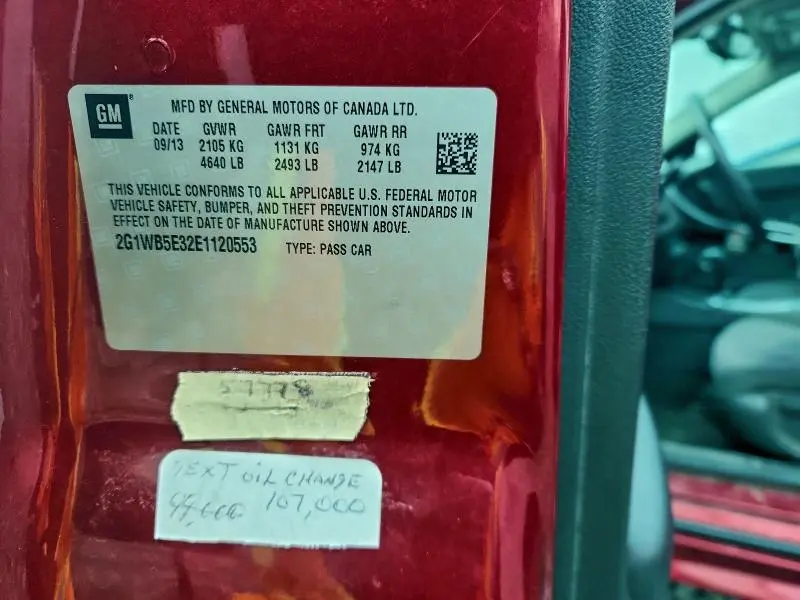 GM ®
MFD BY GENERAL MOTORS OF CANADA LTD.
DATE GVWR GAWR FRT GAWR RR
09/13 2105 KG 1131 KG 974 KG
4640 LB 2493 LB 2147 LB
THIS VEHICLE CONFORMS TO ALL APPLICABLE U.S. FEDERAL MOTOR
VEHICLE SAFETY, BUMPER, AND THEFT PREVENTION STANDARDS IN
EFFECT ON THE DATE OF MANUFACTURE SHOWN ABOVE.
2G1WB5E32E1120553 TYPE: PASS CAR
OIL CHANGE
107,000